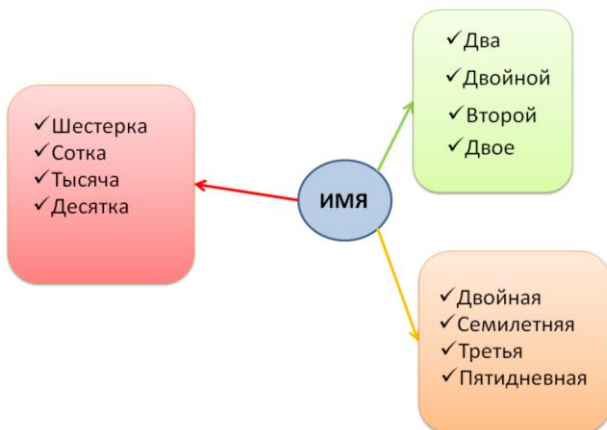 ИМЯ
✓Шестерка
✓Сотка
✓Тысяча
✓Десятка
✓Два
✓Двойной
✓Второй
✓Двое
✓Двойная
✓Семилетняя
✓Третья
✓Пятидневная